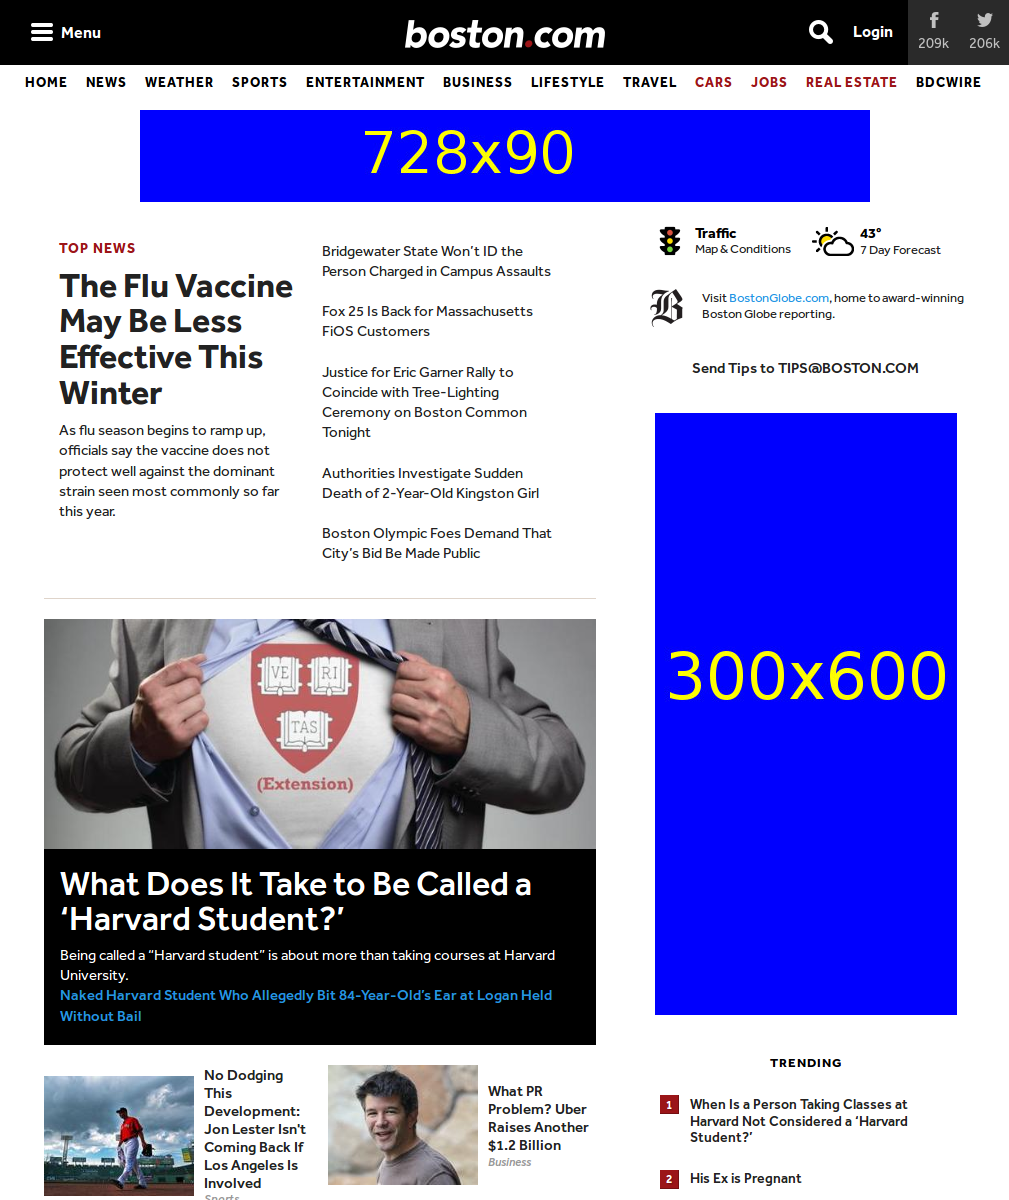 Menu
boston.com
Login
209k
206k
HOME NEWS WEATHER SPORTS ENTERTAINMENT BUSINESS LIFESTYLE TRAVEL CARS JOBS REAL ESTATE BDCWIRE
728x90
TOP NEWS
The Flu Vaccine
May Be Less
Effective This
Winter
As flu season begins to ramp up,
officials say the vaccine does not
protect well against the dominant
strain seen most commonly so far
this year.
Bridgewater State Won’t ID the
Person Charged in Campus Assaults
Fox 25 Is Back for Massachusetts
FiOS Customers
Justice for Eric Garner Rally to
Coincide with Tree-Lighting
Ceremony on Boston Common
Tonight
Authorities Investigate Sudden
Death of 2-Year-Old Kingston Girl
Boston Olympic Foes Demand That
City’s Bid Be Made Public
Traffic
Map & Conditions
43°
7 Day Forecast
B
Visit BostonGlobe.com, home to award-winning
Boston Globe reporting.
Send Tips to TIPS@BOSTON.COM
300x600
VE RI
TAS
(Extension)
What Does It Take to Be Called a
‘Harvard Student?’
Being called a “Harvard student” is about more than taking courses at Harvard
University.
Naked Harvard Student Who Allegedly Bit 84-Year-Old’s Ear at Logan Held
Without Bail
No Dodging
This
Development:
Jon Lester Isn't
Coming Back If
Los Angeles Is
Involved
Sports
What PR
Problem? Uber
Raises Another
$1.2 Billion
Business
TRENDING
1 When Is a Person Taking Classes at
Harvard Not Considered a ‘Harvard
Student?’
2 His Ex is Pregnant